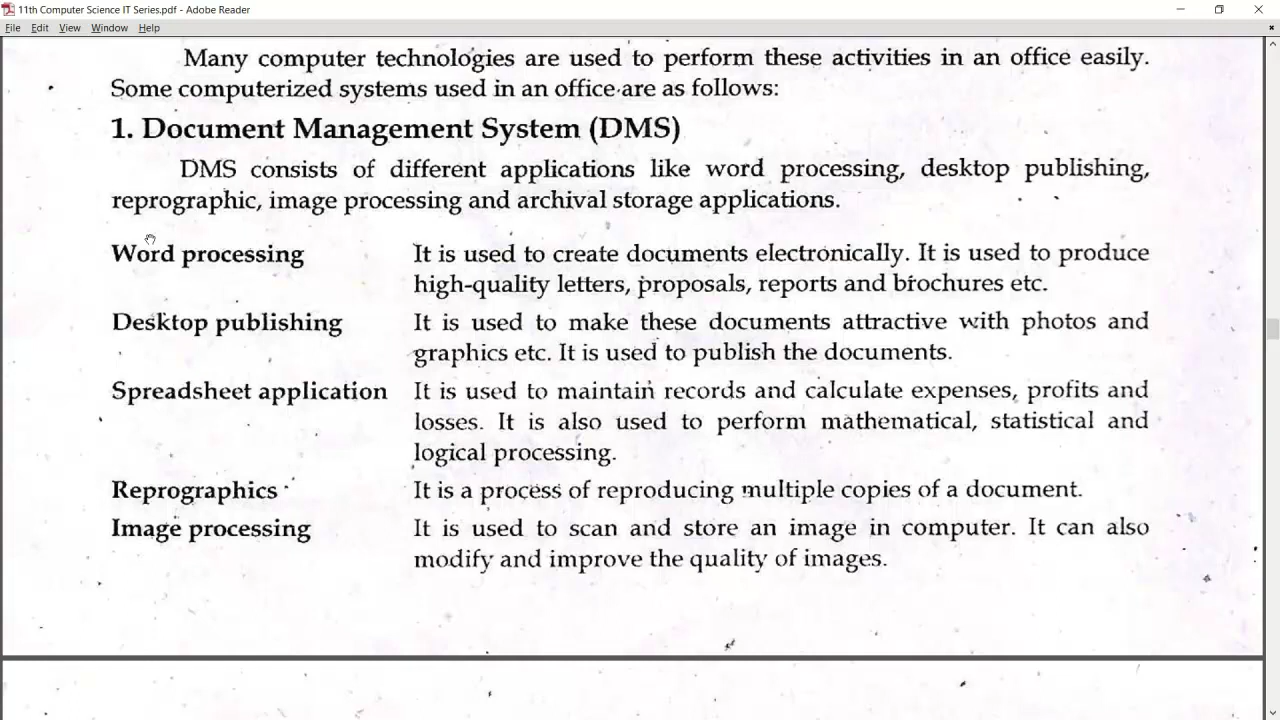 11th Computer Science IT Series.pdf - Adobe Reader
File Edit View Window Help
Many computer technologies are used to perform these activities in an office easily.
Some computerized systems used in an office are as follows:
1. Document Management System (DMS)
DMS consists of different applications like word processing, desktop publishing,
reprographic, image processing and archival storage applications.
Word processing It is used to create documents electronically. It is used to produce
high-quality letters, proposals, reports and brochures etc.
Desktop publishing It is used to make these documents attractive with photos and
graphics etc. It is used to publish the documents.
Spreadsheet application It is used to maintain records and calculate expenses, profits and
losses. It is also used to perform mathematical, statistical and
logical processing.
Reprographics It is a process of reproducing multiple copies of a document.
Image processing It is used to scan and store an image in computer. It can also
modify and improve the quality of images.